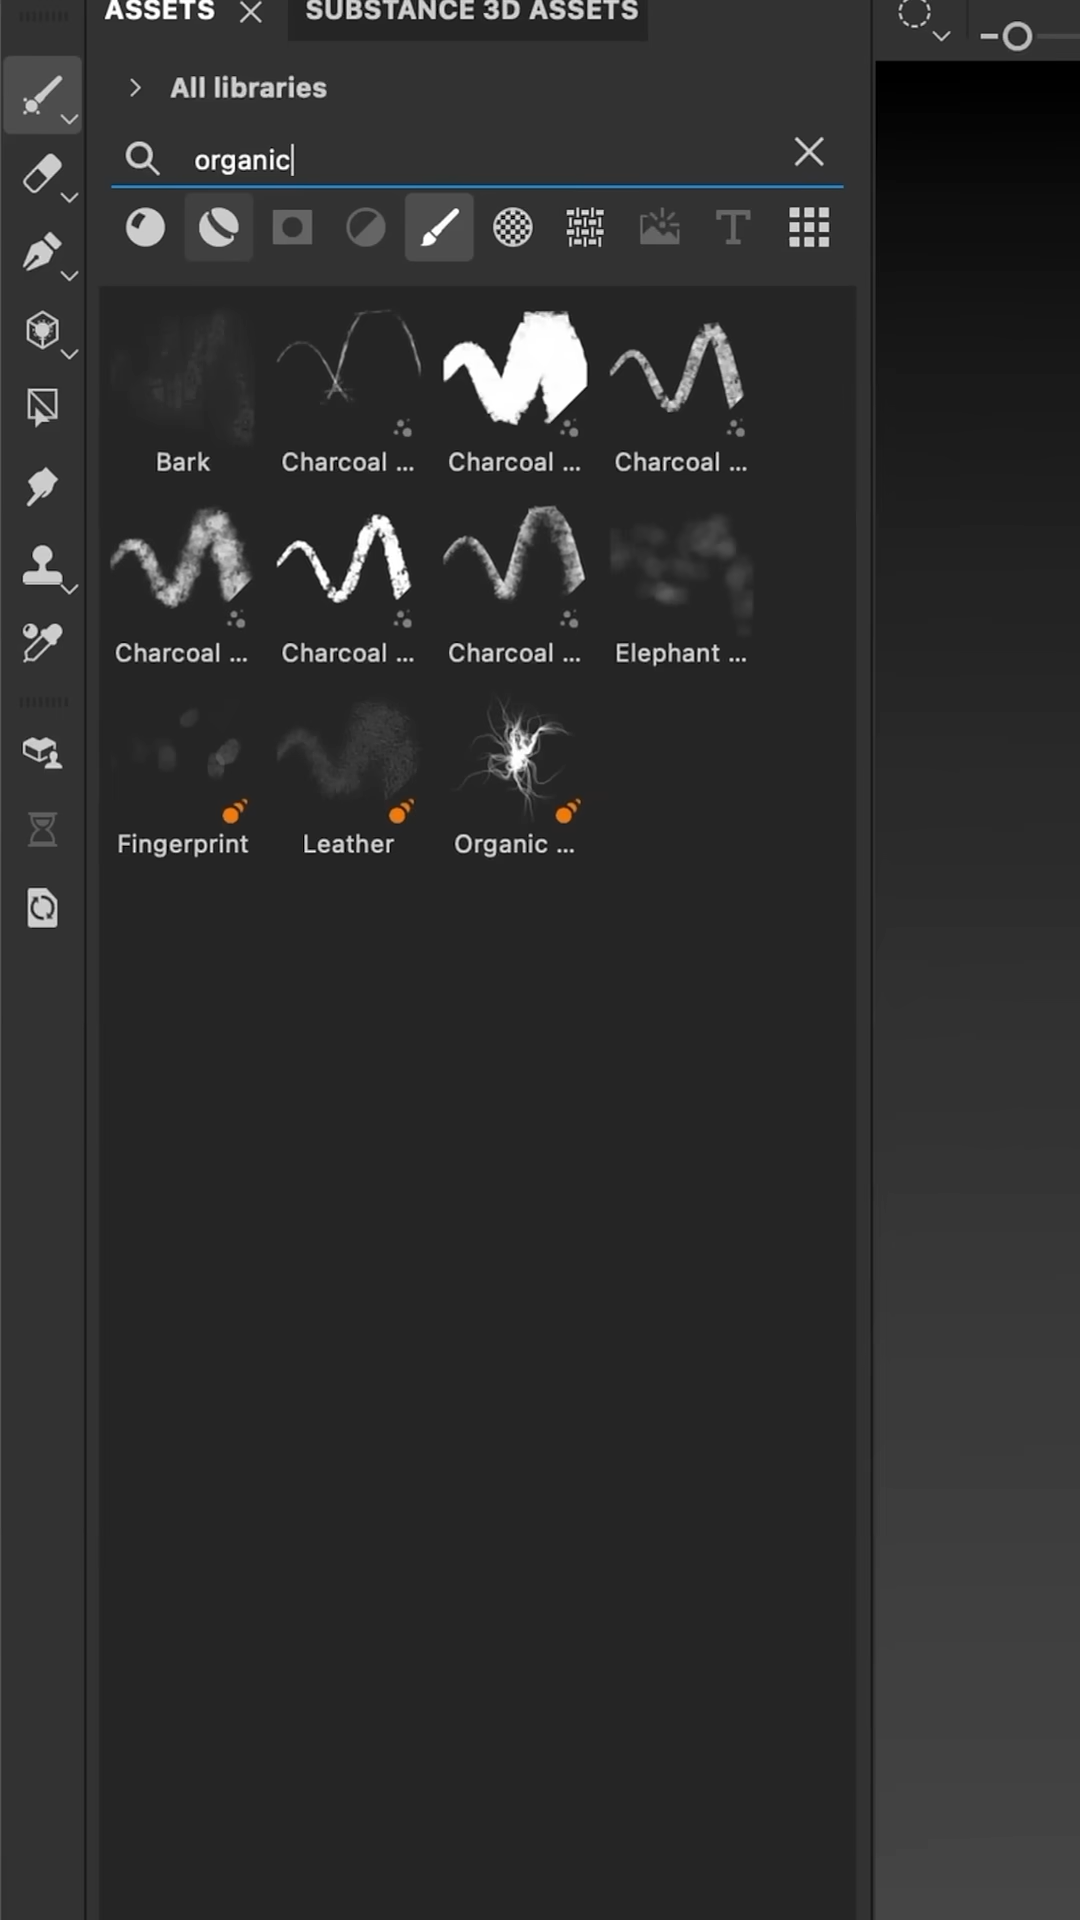 ASSETS
SUBSTANCE 3D ASSETS
All libraries
organic
Bark
Charcoal ...
Charcoal ...
Charcoal ...
Charcoal ...
Charcoal ...
Charcoal ...
Elephant ...
Fingerprint
Leather
Organic ...